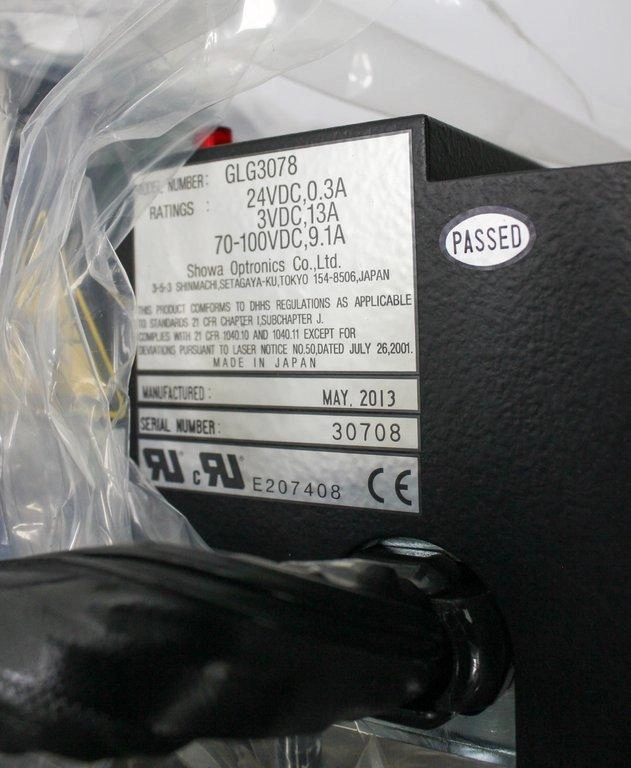 MODEL NUMBER: GLG3078
RATINGS : 24VDC,0.3A
3VDC,13A
70-100VDC,9.1A
Showa Optronics Co.,Ltd.
3-5-3 SHINMACHI,SETAGAYA-KU,TOKYO 154-8506,JAPAN
THIS PRODUCT COMFORMS TO DHHS REGULATIONS AS APPLICABLE
TO STANDARDS 21 CFR CHAPTER I,SUBCHAPTER J.
COMPLIES WITH 21 CFR 1040.10 AND 1040.11 EXCEPT FOR
DEVIATIONS PURSUANT TO LASER NOTICE NO.50,DATED JULY 26,2001.
MADE IN JAPAN
MANUFACTURED: MAY. 2013
SERIAL NUMBER: 30708
RU c RU E207408 CE
PASSED